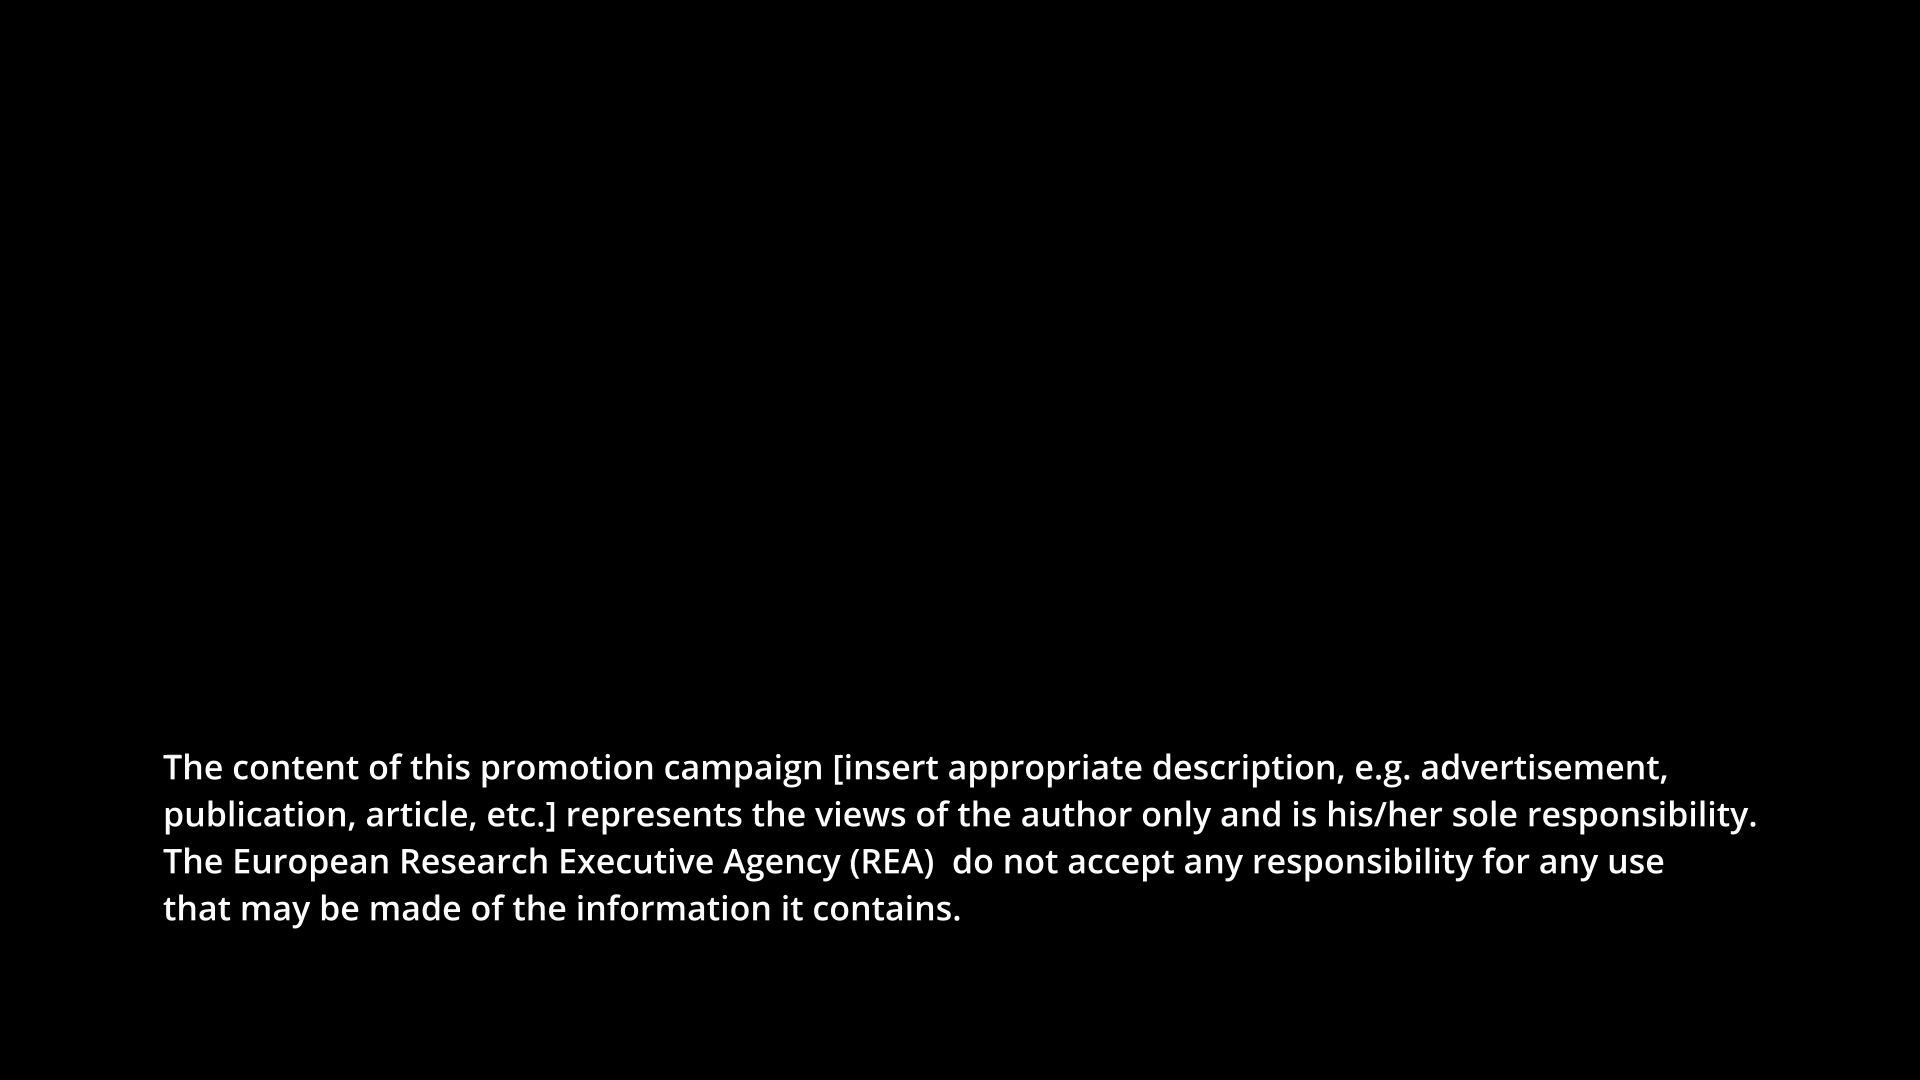 The content of this promotion campaign [insert appropriate description, e.g. advertisement,
publication, article, etc.] represents the views of the author only and is his/her sole responsibility.
The European Research Executive Agency (REA)  do not accept any responsibility for any use
that may be made of the information it contains.